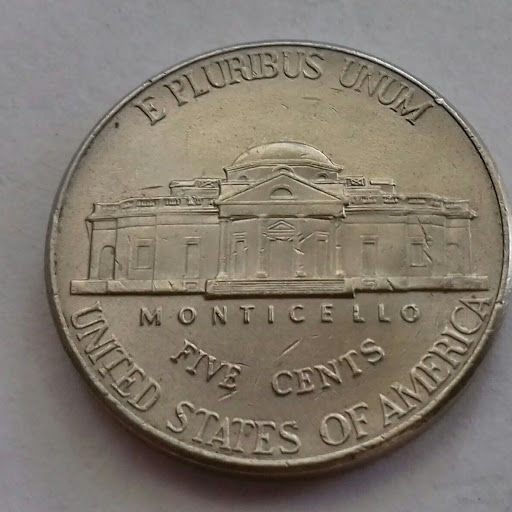 E PLURIBUS UNUM
MONTICELLO
FIVE CENTS
UNITED STATES OF AMERICA